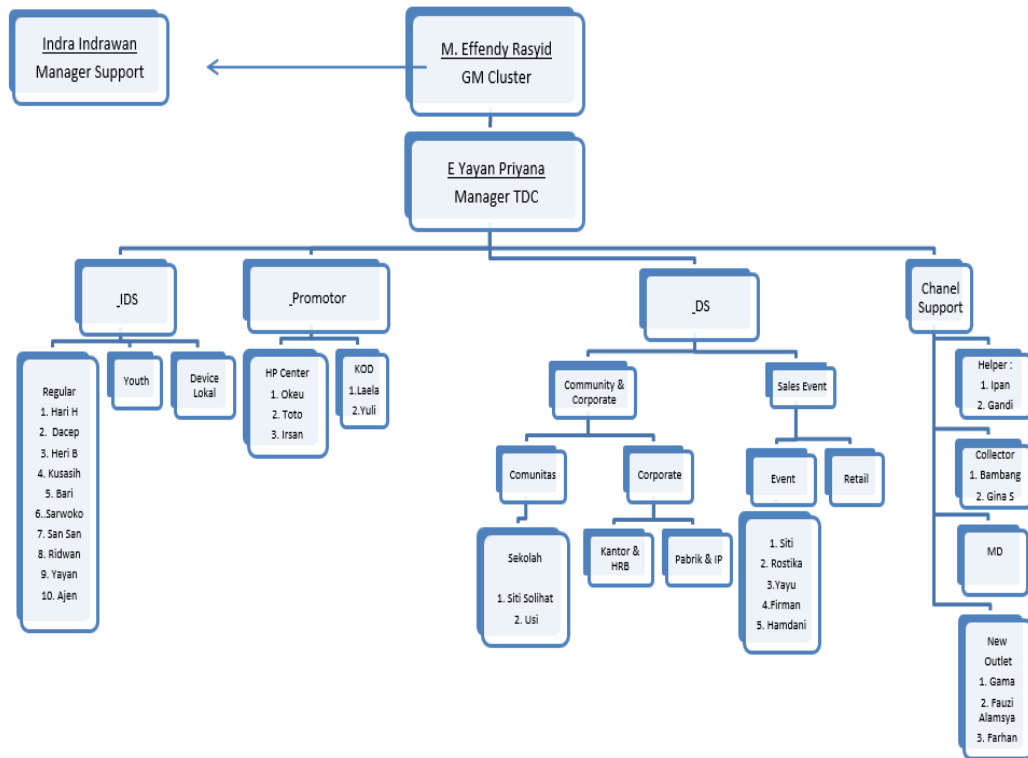 Indra Indrawan
Manager Support
M. Effendy Rasyid
GM Cluster
E Yayan Priyana
Manager TDC
_IDS
_Promotor
_DS
Chanel
Support
Regular
1. Hari H
2. Dacep
3. Heri B
4. Kusasih
5. Bari
6..Sarwoko
7. San San
8. Ridwan
9. Yayan
10. Ajen
Youth
Device
Lokal
HP Center
1. Okeu
2. Toto
3. Irsan
KOD
1.Laela
2.Yuli
Community &
Corporate
Sales Event
Comunitas
Corporate
Event
Retail
Sekolah
1. Siti Solihat
2. Usi
Kantor &
HRB
Pabrik & IP
1. Siti
2. Rostika
3.Yayu
4.Firman
5. Hamdani
Helper :
1. Ipan
2. Gandi
Collector
1. Bambang
2. Gina S
MD
New
Outlet
1. Gama
2. Fauzi
Alamsya
3. Farhan